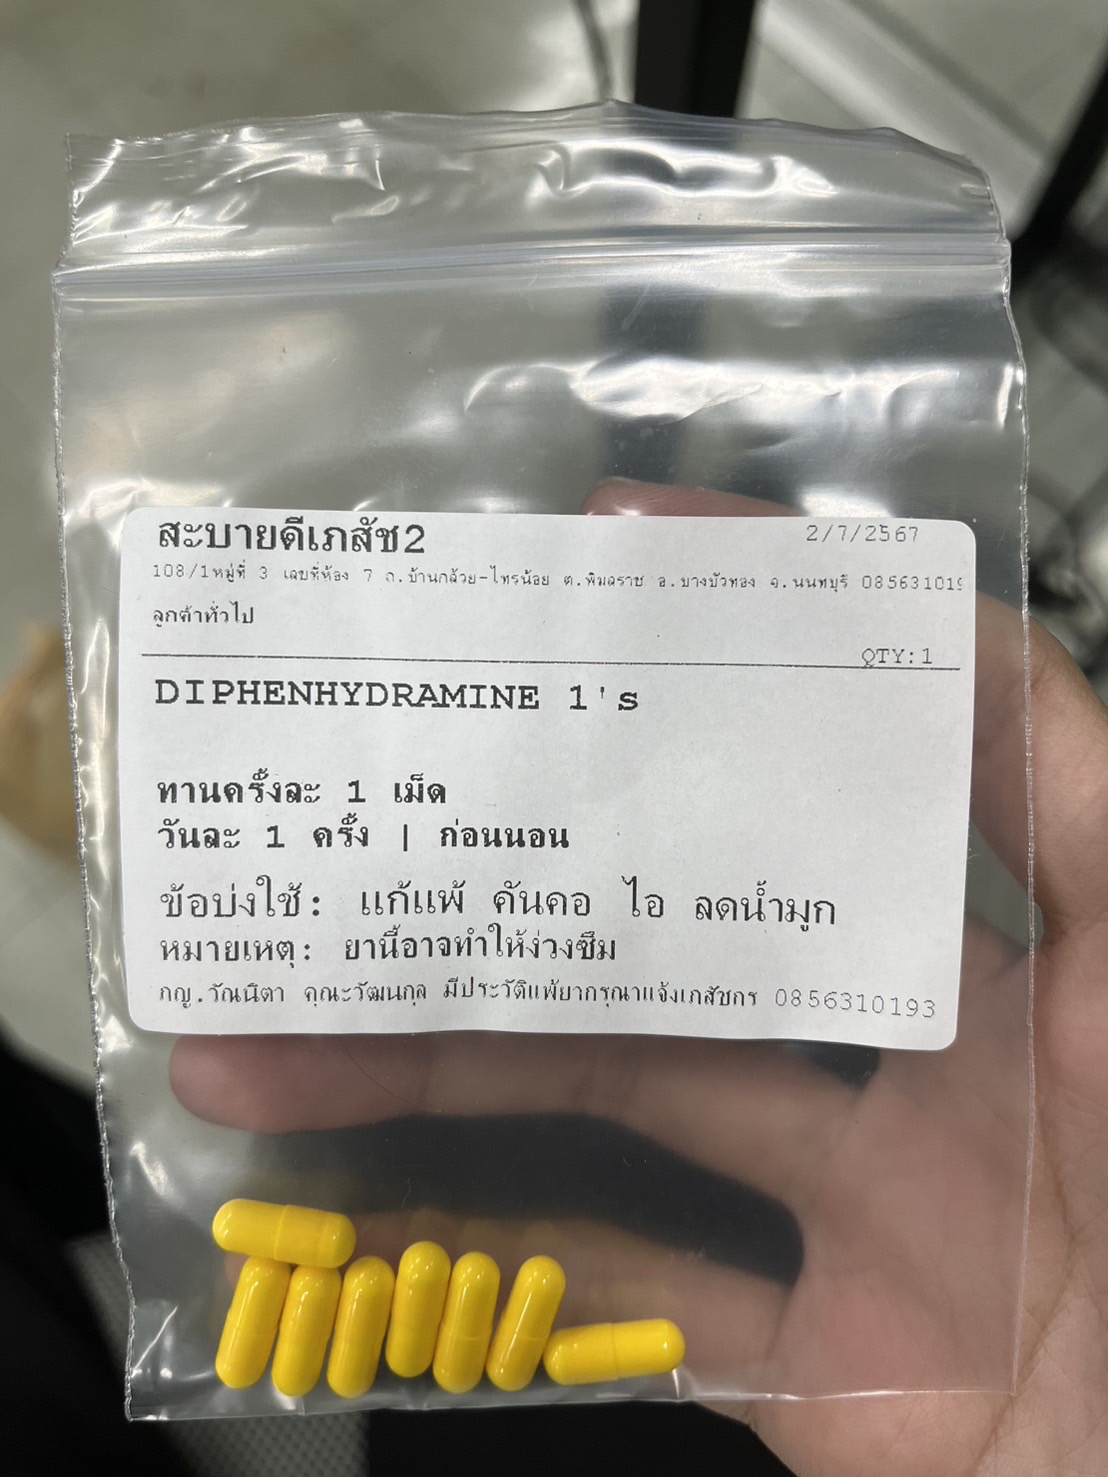 สะบายดีเภสัช2
2/7/2567
108/1หมู่ที่ 3 เลขที่ห้อง 7 ถ.บ้านกล้วย-ไทรน้อย ต.พิมลราช อ.บางบัวทอง จ.นนทบุรี 085631019
ลูกค้าทั่วไป
QTY:1
DIPHENHYDRAMINE 1's
ทานครั้งละ 1 เม็ด
วันละ 1 ครั้ง | ก่อนนอน
ข้อบ่งใช้: แก้แพ้ คันคอ ไอ ลดน้ำมูก
หมายเหตุ: ยานี้อาจทำให้ง่วงซึม
ภญ.วัณนิตา คุณะวัฒนกุล มีประวัติแพ้ยากรุณาแจ้งเภสัชกร 0856310193